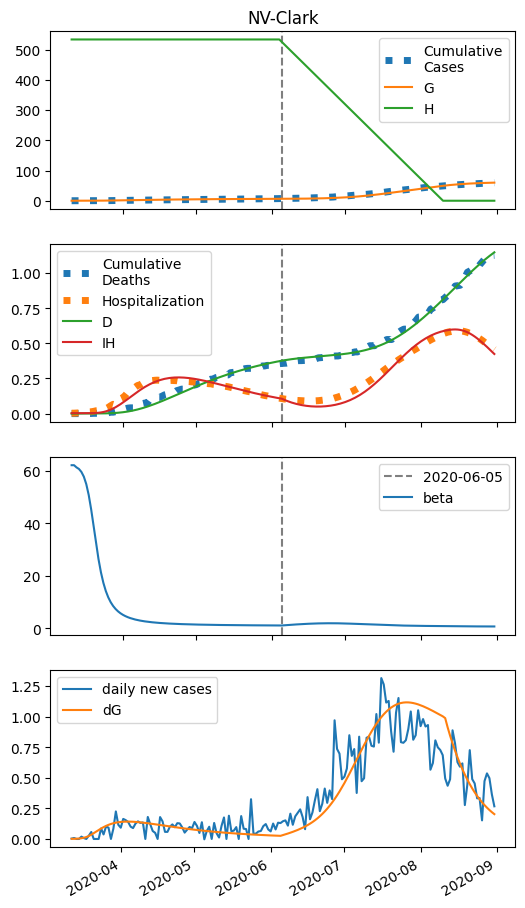 NV-Clark
500
400
300
200
100
0
Cumulative
Cases
G
H
1.00
0.75
0.50
0.25
0.00
Cumulative
Deaths
Hospitalization
D
IH
60
40
20
0
2020-06-05
beta
1.25
1.00
0.75
0.50
0.25
0.00
daily new cases
dG
2020-04
2020-05
2020-06
2020-07
2020-08
2020-09